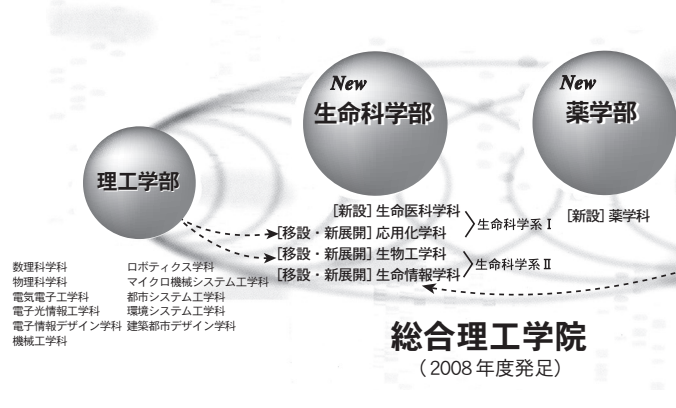 New
生命科学部
New
薬学部
理工学部
[新設] 生命医科学科
[移設・新展開] 応用化学科
生命科学系 I
[移設・新展開] 生物工学科
[移設・新展開] 生命情報学科
生命科学系 II
[新設] 薬学科
数理科学科
物理科学科
電気電子工学科
電子光情報工学科
電子情報デザイン学科
機械工学科
ロボティクス学科
マイクロ機械システム工学科
都市システム工学科
環境システム工学科
建築都市デザイン学科
総合理工学院
(2008 年度発足)